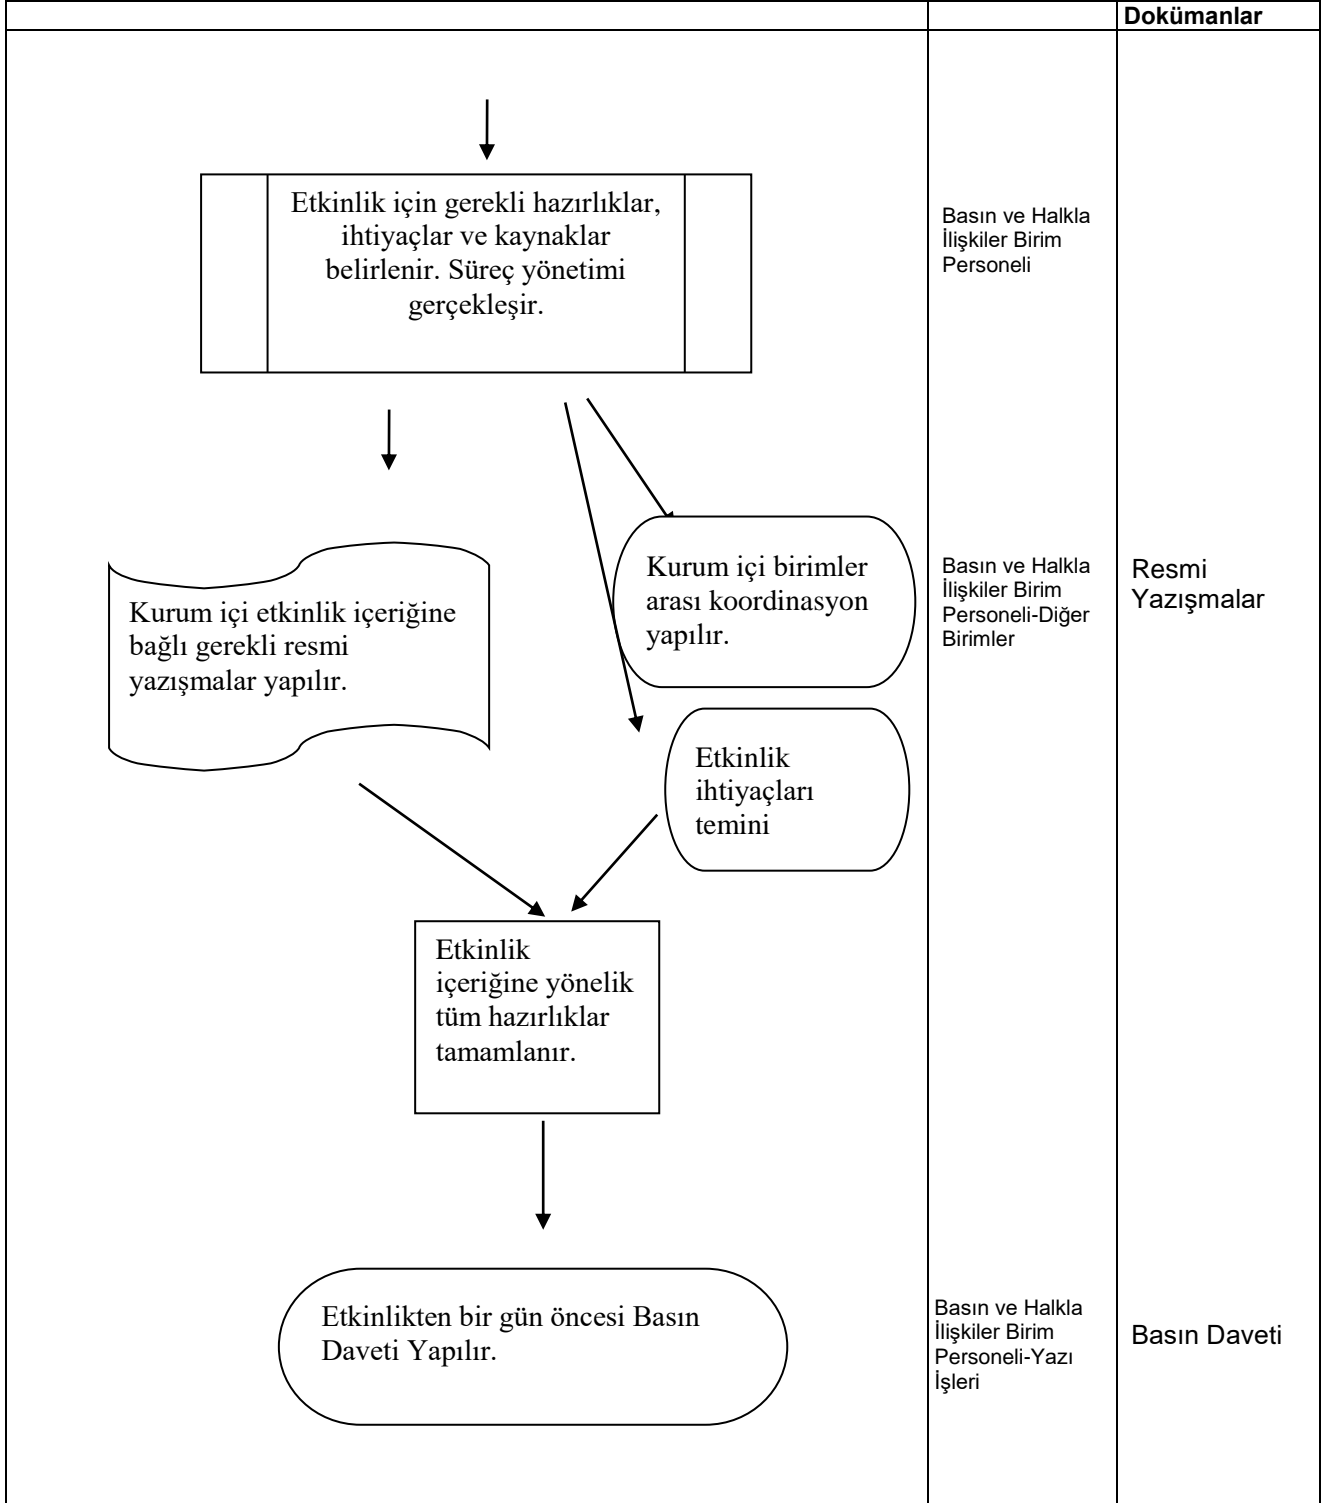 Dokümanlar
Etkinlik için gerekli hazırlıklar,
ihtiyaçlar ve kaynaklar
belirlenir. Süreç yönetimi
gerçekleşir.
Basın ve Halkla
İlişkiler Birim
Personeli
Kurum içi etkinlik içeriğine
bağlı gerekli resmi
yazışmalar yapılır.
Kurum içi birimler
arası koordinasyon
yapılır.
Basın ve Halkla
İlişkiler Birim
Personeli-Diğer
Birimler
Resmi
Yazışmalar
Etkinlik
ihtiyaçları
temini
Etkinlik
içeriğine yönelik
tüm hazırlıklar
tamamlanır.
Etkinlikten bir gün öncesi Basın
Daveti Yapılır.
Basın ve Halkla
İlişkiler Birim
Personeli-Yazı
İşleri
Basın Daveti